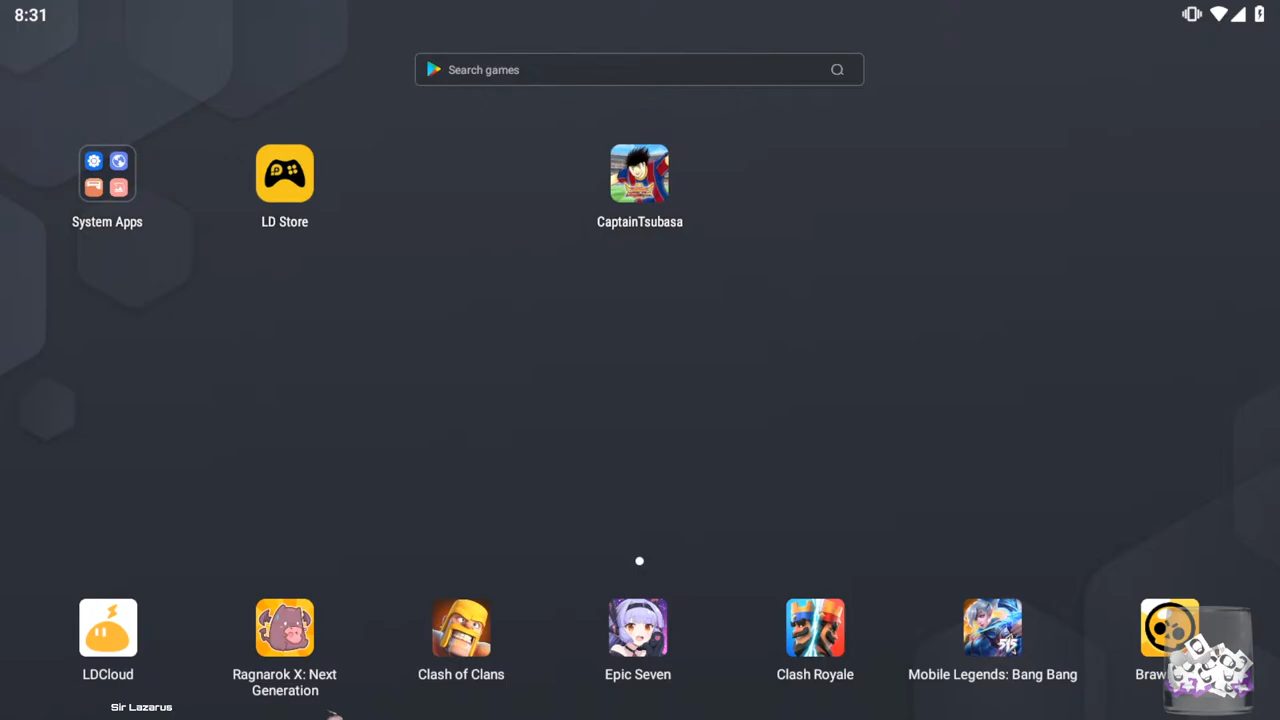 8:31
Search games
System Apps
LD Store
CaptainTsubasa
LDCloud
Ragnarok X: Next
Generation
Clash of Clans
Epic Seven
Clash Royale
Mobile Legends: Bang Bang
Braw
Sir Lazarus